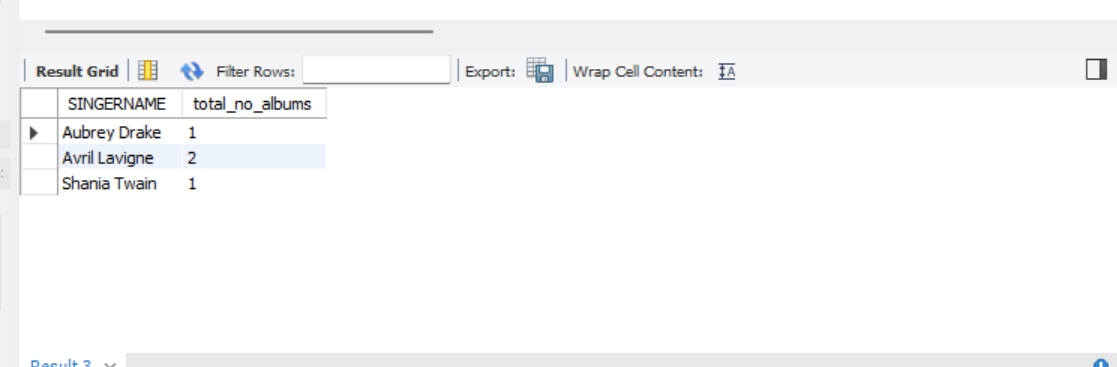 Result Grid Filter Rows: Export: Wrap Cell Content: IA
SINGERNAME total_no_albums
Aubrey Drake 1
Avril Lavigne 2
Shania Twain 1
Result 3